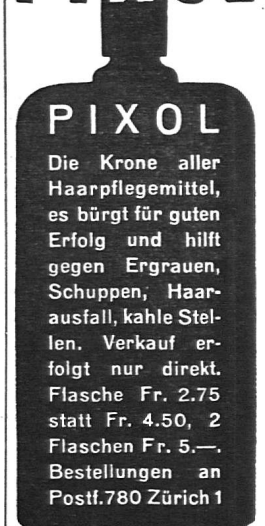 PIXOL
PIXOL
Die Krone aller
Haarpflegemittel,
es bürgt für guten
Erfolg und hilft
gegen Ergrauen,
Schuppen, Haar-
ausfall, kahle Stel-
len. Verkauf er-
folgt nur direkt.
Flasche Fr. 2.75
statt Fr. 4.50, 2
Flaschen Fr. 5.—.
Bestellungen an
Postf.780 Zürich 1